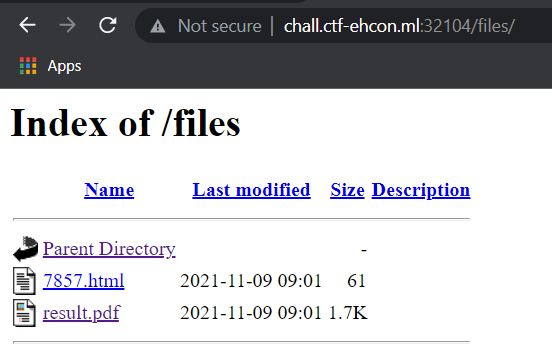 Not secure | chall.ctf-ehcon.ml:32104/files/
Apps
Index of /files
Name Last modified Size Description
Parent Directory -
7857.html 2021-11-09 09:01 61
result.pdf 2021-11-09 09:01 1.7K